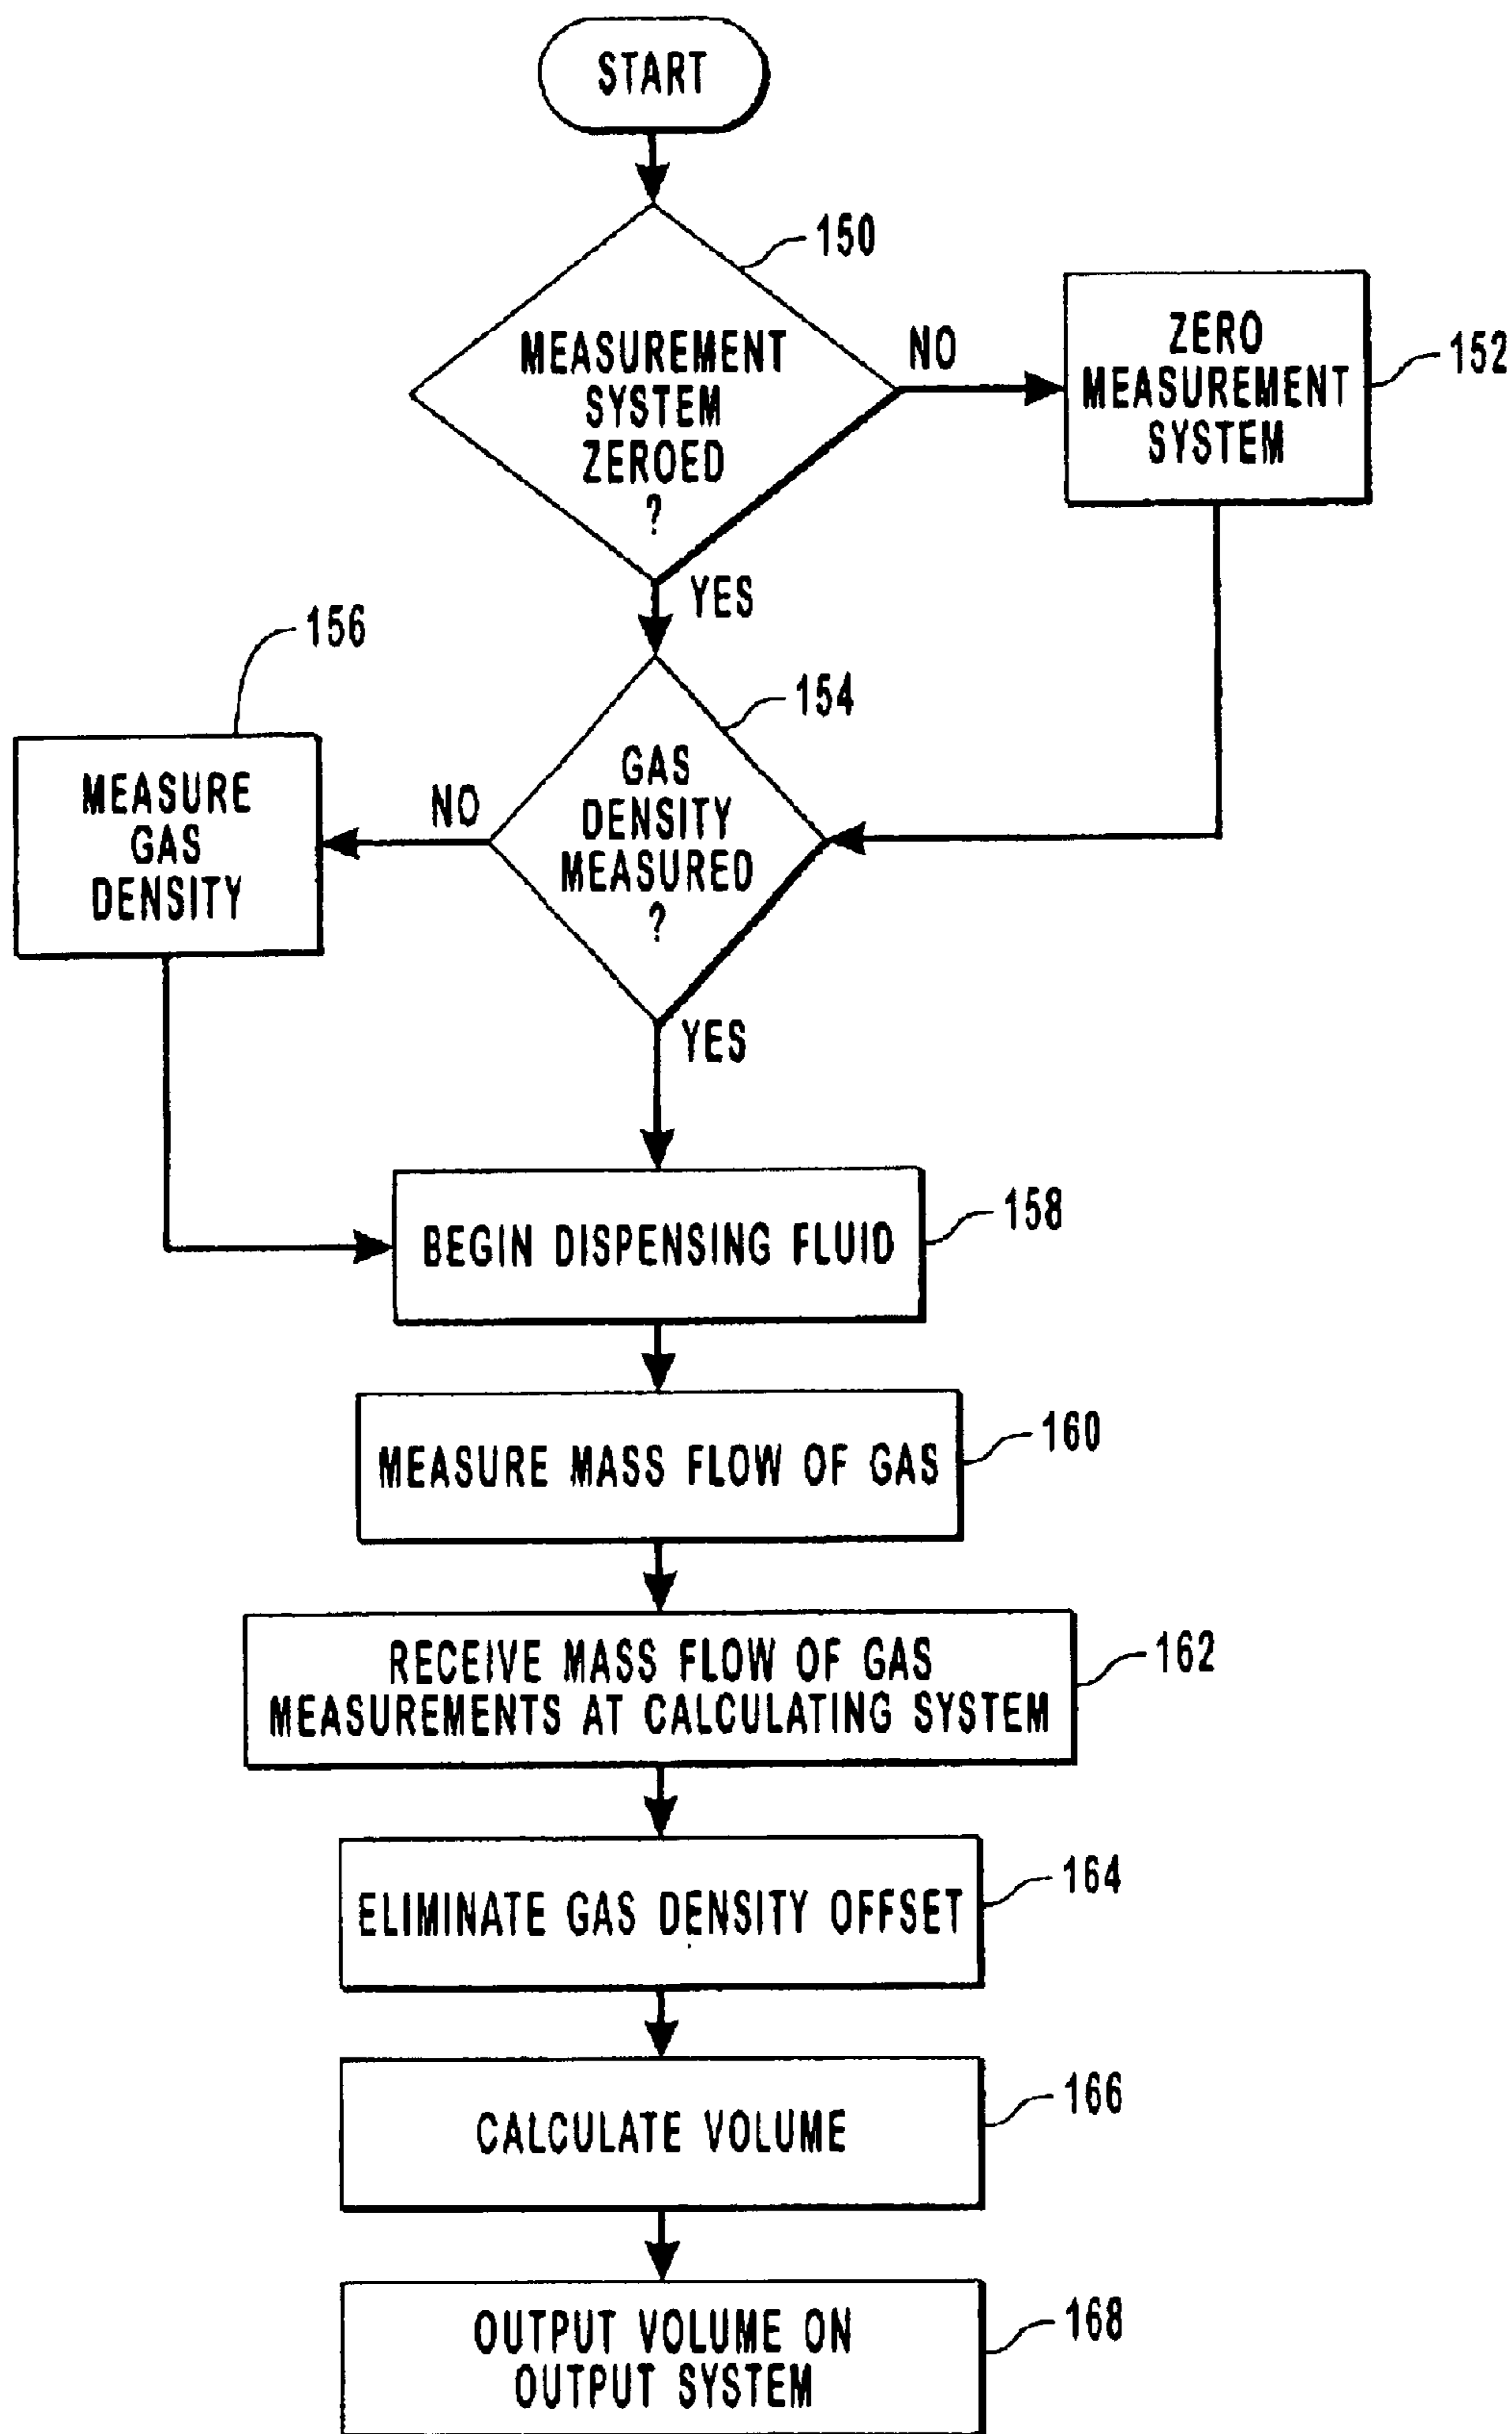 START
150
MEASUREMENT
SYSTEM
ZEROED
?
NO
ZERO
MEASUREMENT
SYSTEM
152
YES
156
154
MEASURE
GAS
DENSITY
NO
GAS
DENSITY
MEASURED
?
YES
BEGIN DISPENSING FLUID
158
MEASURE MASS FLOW OF GAS
160
RECEIVE MASS FLOW OF GAS
MEASUREMENTS AT CALCULATING SYSTEM
162
ELIMINATE GAS DENSITY OFFSET
164
CALCULATE VOLUME
166
OUTPUT VOLUME ON
OUTPUT SYSTEM
168